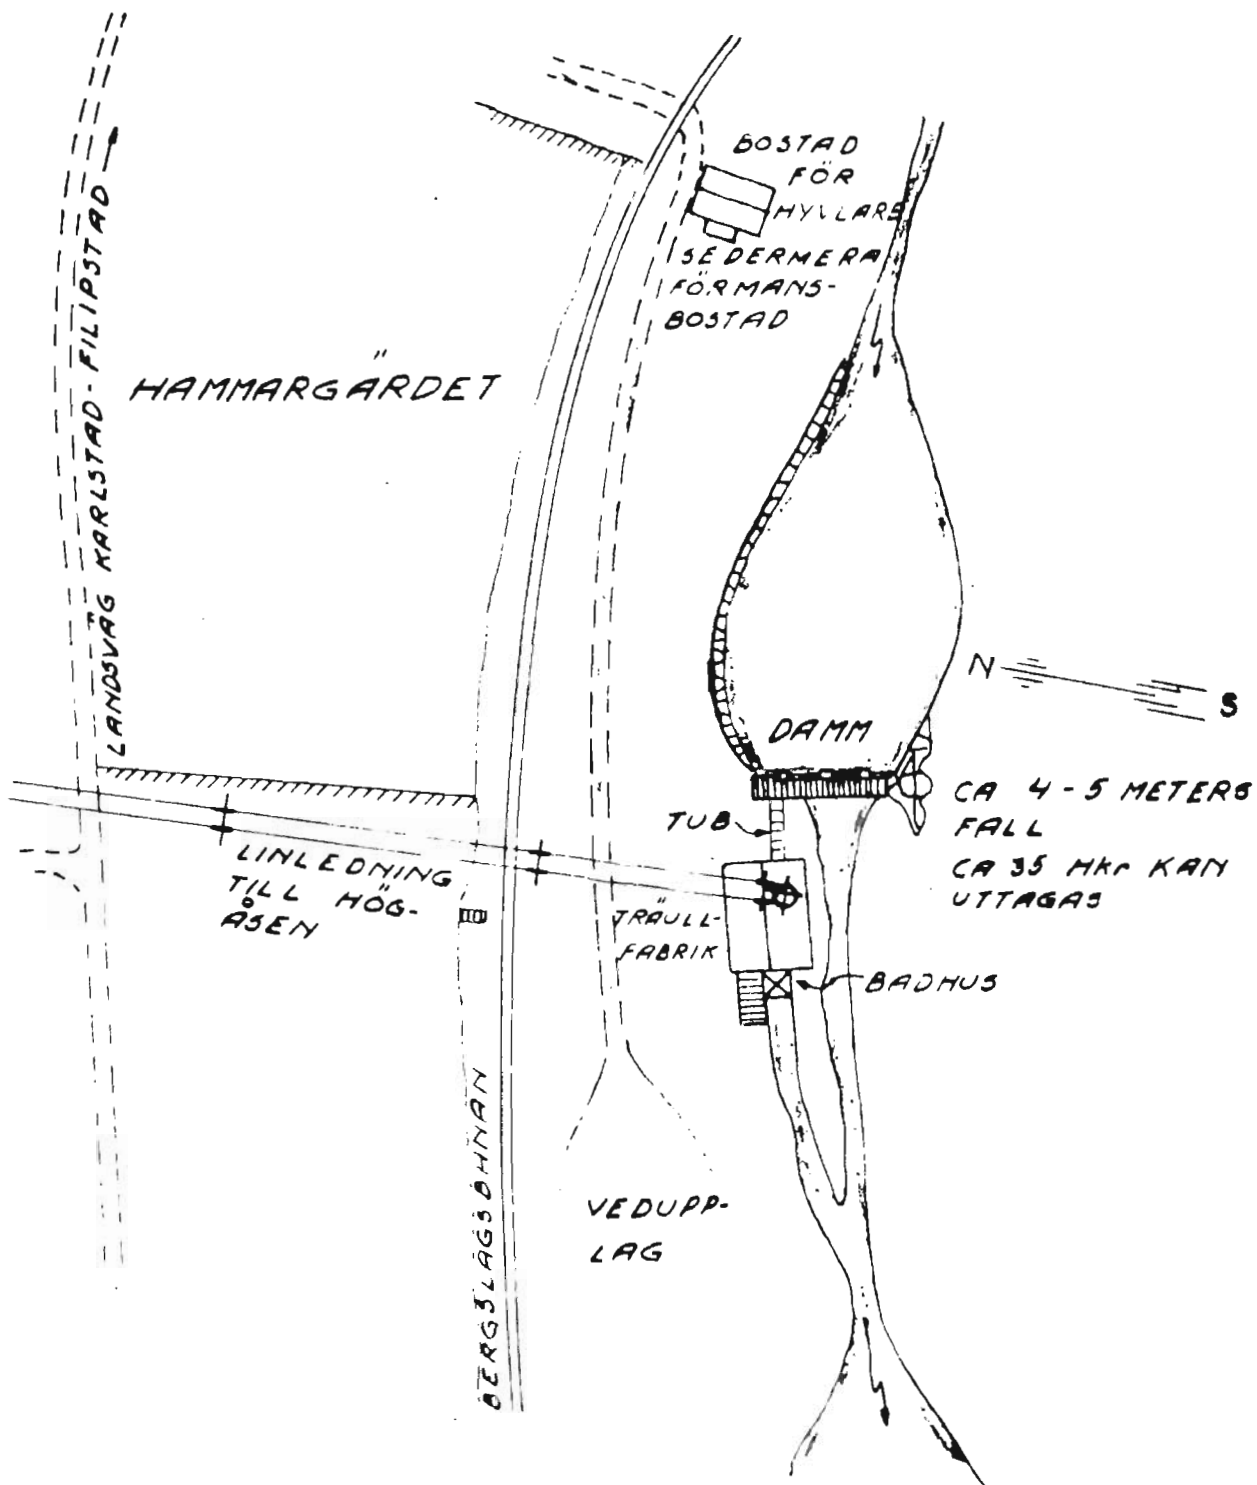 BOSTAD
FÖR
HYVLARE
SEDERMERA
FÖRMANS-
BOSTAD
LANDSVÄG KARLSTAD-FILIPSTAD
HAMMARGÄRDET
N
S
DAMM
CA 4-5 METERS
FALL
CA 35 Hkr KAN
UTTAGAS
TUB
LINLEDNING
TILL HÖG-
ÅSEN
TRÄULL-
FABRIK
BADHUS
BERGSLAGSBANAN
VEDUPP-
LAG